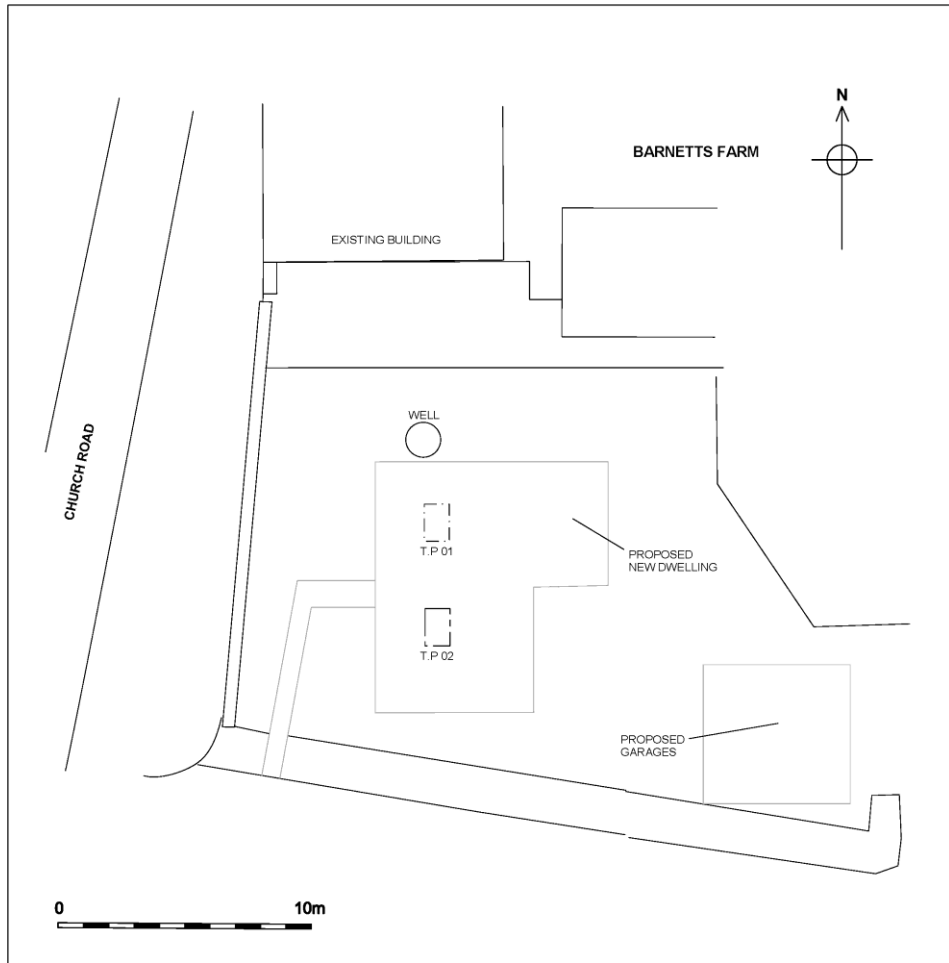 N
BARNETTS FARM
EXISTING BUILDING
WELL
CHURCH ROAD
T.P 01
PROPOSED
NEW DWELLING
T.P 02
PROPOSED
GARAGES
0 10m